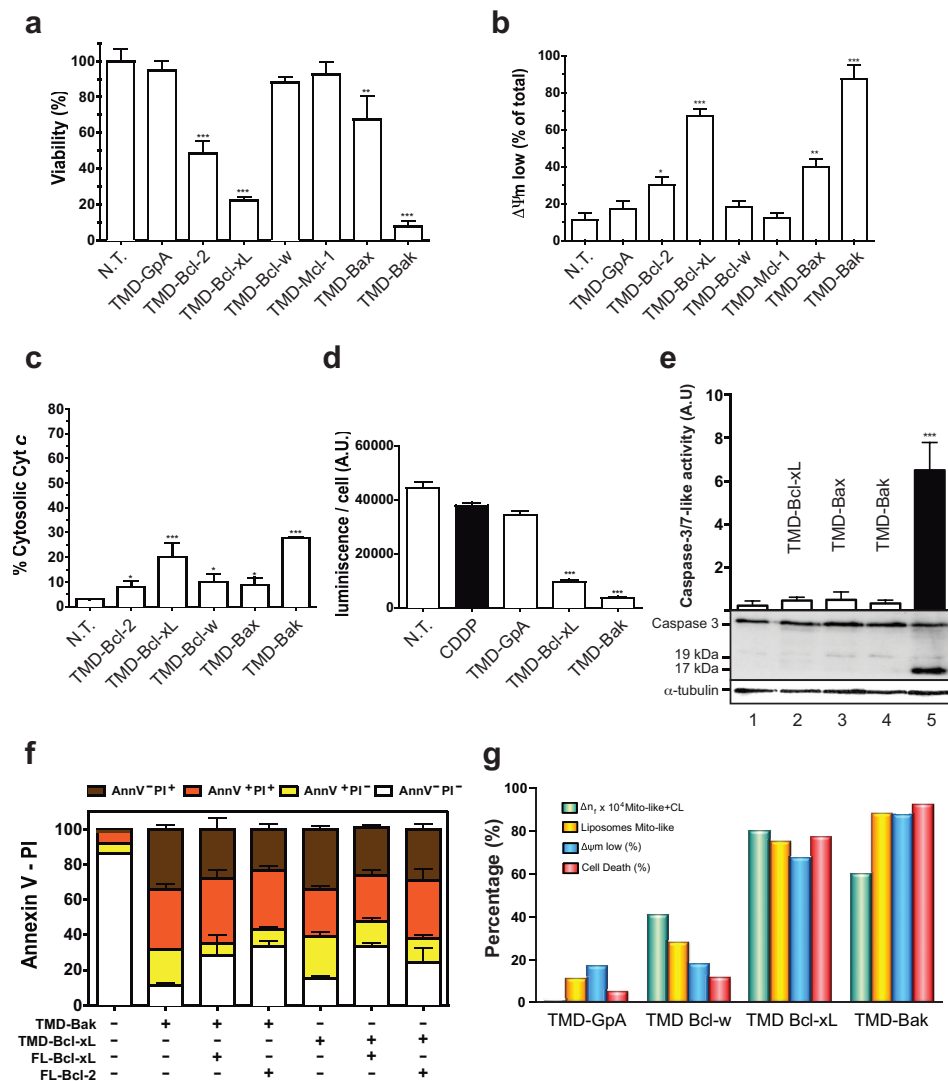 a
Viability (%)
100
80
60
40
20
0
***
***
**
***
N.T.
TMD-GpA
TMD-Bcl-2
TMD-Bcl-xL
TMD-Bcl-w
TMD-Mcl-1
TMD-Bax
TMD-Bak
b
ΔΨm low (% of total)
100
80
60
40
20
0
*
***
**
***
N.T.
TMD-GpA
TMD-Bcl-2
TMD-Bcl-xL
TMD-Bcl-w
TMD-Mcl-1
TMD-Bax
TMD-Bak
c
% Cytosolic Cyt c
80
70
60
50
40
30
20
10
0
*
***
*
*
***
N.T.
TMD-Bcl-2
TMD-Bcl-xL
TMD-Bcl-w
TMD-Bax
TMD-Bak
d
luminiscence / cell (A.U.)
60000
40000
20000
0
***
***
N.T.
CDDP
TMD-GpA
TMD-Bcl-xL
TMD-Bak
e
Caspase-3/7-like activity (A.U)
10
8
6
4
2
0
TMD-Bcl-xL
TMD-Bax
TMD-Bak
***
Caspase 3
19 kDa
17 kDa
α-tubulin
1 2 3 4 5
f
AnnV⁻PI⁺ AnnV⁺PI⁺ AnnV⁺PI⁻ AnnV⁻PI⁻
Annexin V - PI
100
80
60
40
20
0
TMD-Bak - + + + - - -
TMD-Bcl-xL - - - - + + +
FL-Bcl-xL - - + - - + -
FL-Bcl-2 - - - + - - +
g
Percentage (%)
100
80
60
40
20
0
Δn_r x 10⁴Mito-like+CL
Liposomes Mito-like
Δψm low (%)
Cell Death (%)
TMD-GpA TMD Bcl-w TMD Bcl-xL TMD-Bak